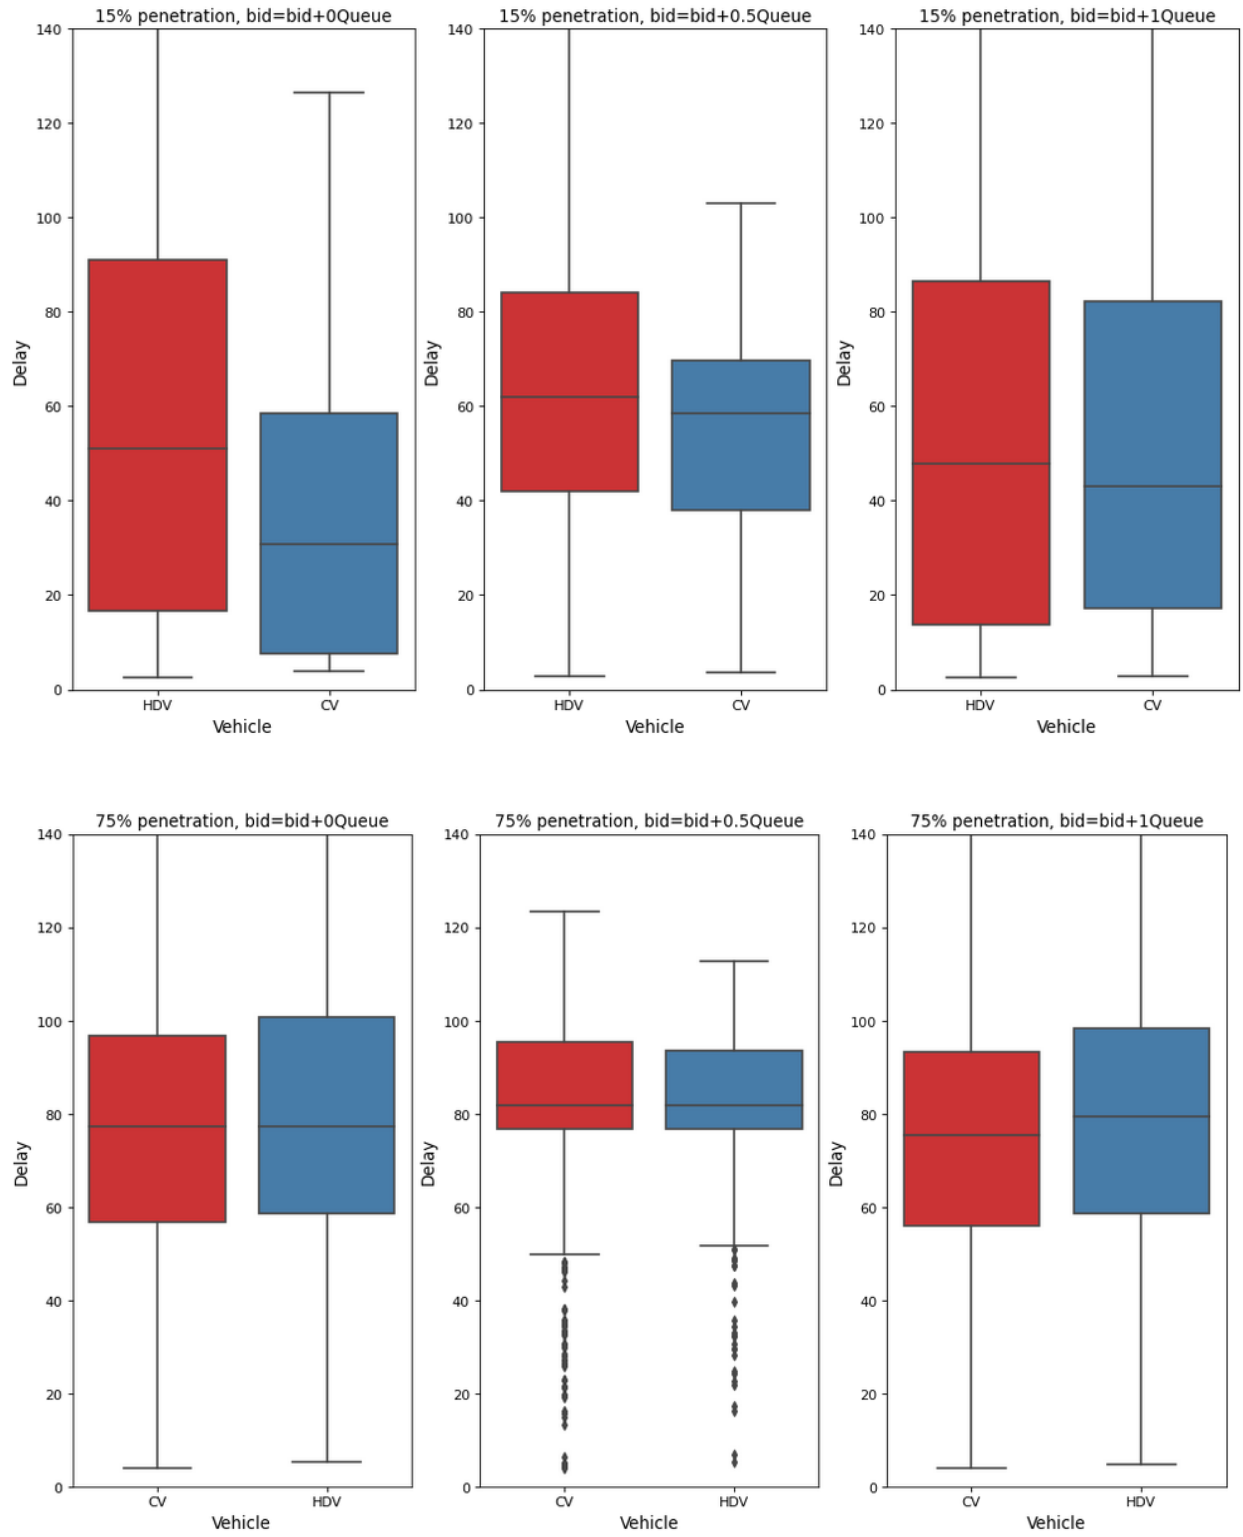 15% penetration, bid=bid+0Queue
140
120
100
80
60
40
20
0
Delay
HDV
CV
Vehicle
15% penetration, bid=bid+0.5Queue
140
120
100
80
60
40
20
0
Delay
HDV
CV
Vehicle
15% penetration, bid=bid+1Queue
140
120
100
80
60
40
20
0
Delay
HDV
CV
Vehicle
75% penetration, bid=bid+0Queue
140
120
100
80
60
40
20
0
Delay
CV
HDV
Vehicle
75% penetration, bid=bid+0.5Queue
140
120
100
80
60
40
20
0
Delay
CV
HDV
Vehicle
75% penetration, bid=bid+1Queue
140
120
100
80
60
40
20
0
Delay
CV
HDV
Vehicle